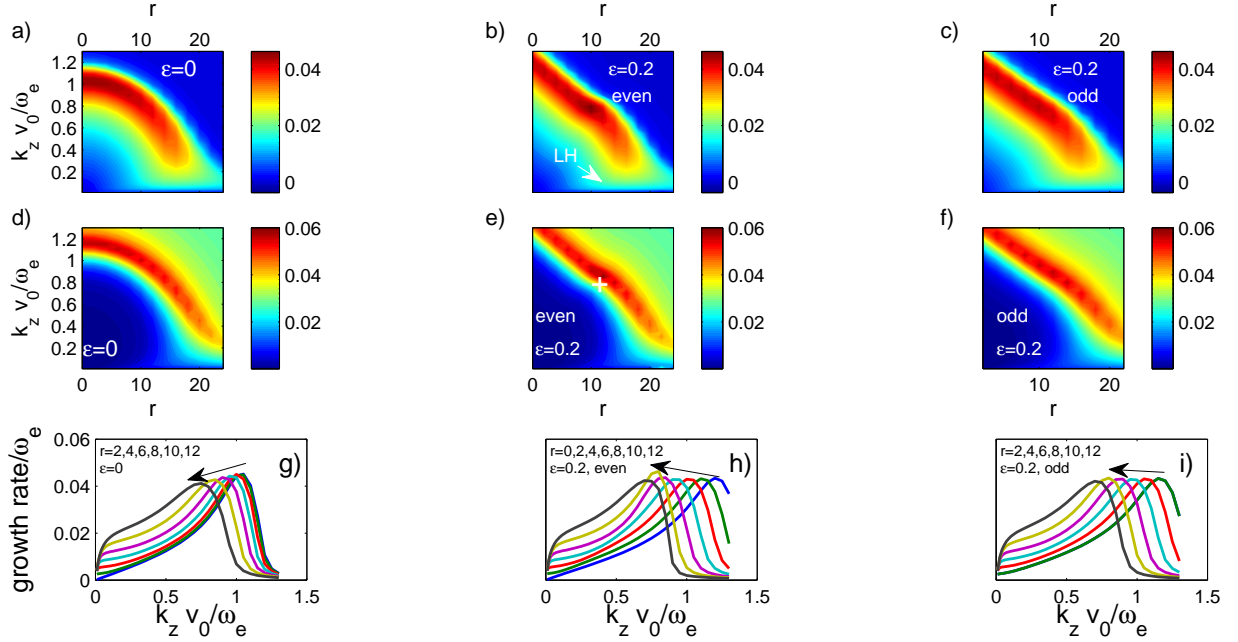 r
r
r
a)
0
10
20
ε=0
k_z v_0/ω_e
1.2
1
0.8
0.6
0.4
0.2
0.04
0.02
0
b)
0
10
20
ε=0.2
even
LH
0.04
0.02
0
c)
10
20
ε=0.2
odd
0.04
0.02
0
d)
k_z v_0/ω_e
1.2
1
0.8
0.6
0.4
0.2
ε=0
0
10
20
r
0.06
0.04
0.02
e)
+
even
ε=0.2
0
10
20
r
0.06
0.04
0.02
f)
odd
ε=0.2
10
20
r
0.06
0.04
0.02
growth rate/ω_e
0.06
0.04
0.02
0
r=2,4,6,8,10,12
ε=0
g)
0
0.5
1
1.5
k_z v_0/ω_e
r=0,2,4,6,8,10,12
ε=0.2, even
h)
0
0.5
1
1.5
k_z v_0/ω_e
r=2,4,6,8,10,12
ε=0.2, odd
i)
0
0.5
1
1.5
k_z v_0/ω_e